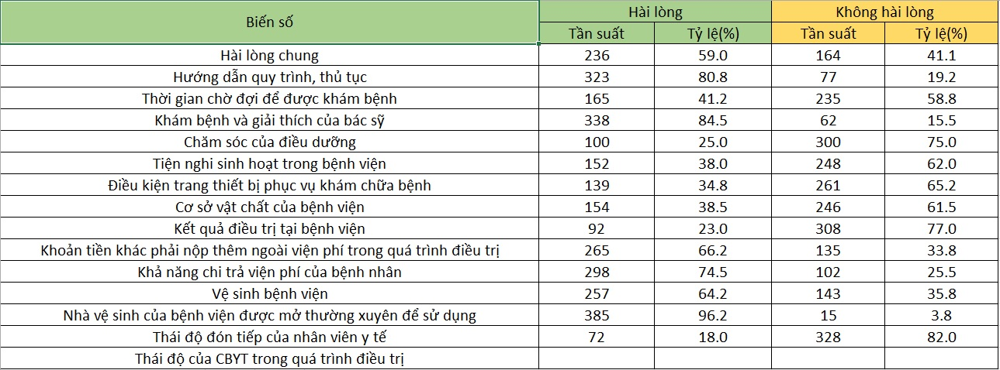 Biến số Hài lòng Không hài lòng
Tần suất Tỷ lệ(%) Tần suất Tỷ lệ(%)
Hài lòng chung 236 59.0 164 41.1
Hướng dẫn quy trình, thủ tục 323 80.8 77 19.2
Thời gian chờ đợi để được khám bệnh 165 41.2 235 58.8
Khám bệnh và giải thích của bác sỹ 338 84.5 62 15.5
Chăm sóc của điều dưỡng 100 25.0 300 75.0
Tiện nghi sinh hoạt trong bệnh viện 152 38.0 248 62.0
Điều kiện trang thiết bị phục vụ khám chữa bệnh 139 34.8 261 65.2
Cơ sở vật chất của bệnh viện 154 38.5 246 61.5
Kết quả điều trị tại bệnh viện 92 23.0 308 77.0
Khoản tiền khác phải nộp thêm ngoài viện phí trong quá trình điều trị 265 66.2 135 33.8
Khả năng chi trả viện phí của bệnh nhân 298 74.5 102 25.5
Vệ sinh bệnh viện 257 64.2 143 35.8
Nhà vệ sinh của bệnh viện được mở thường xuyên để sử dụng 385 96.2 15 3.8
Thái độ đón tiếp của nhân viên y tế 72 18.0 328 82.0
Thái độ của CBYT trong quá trình điều trị